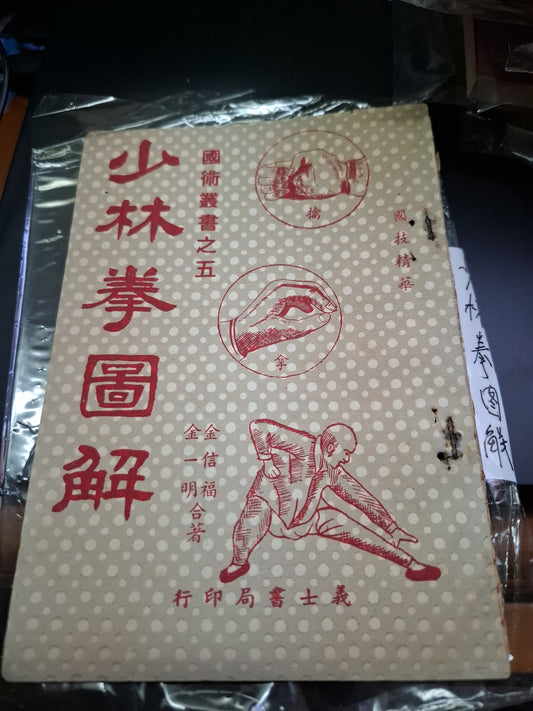 國技精華
擒
拿
國術叢書之五
少林拳圖解
金信福
金一明合著
義士書局印行
少林拳图解